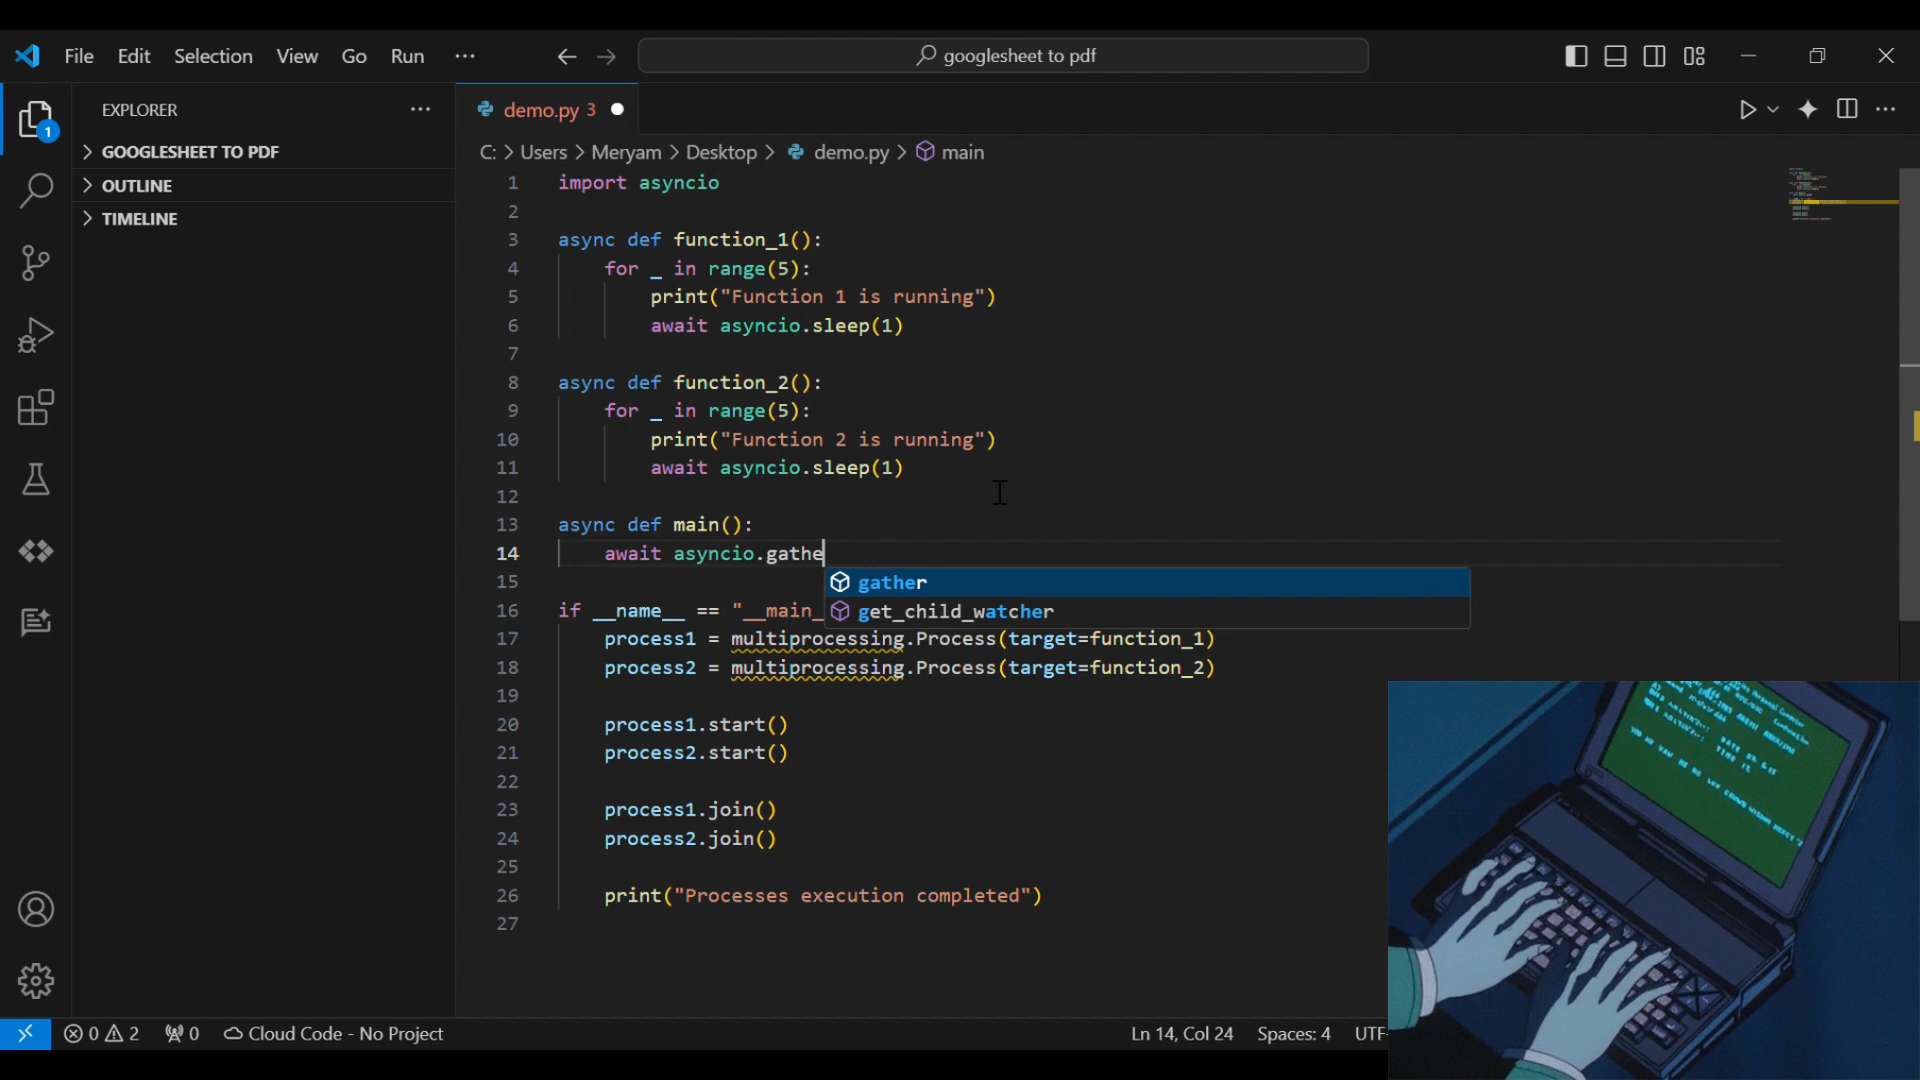 File Edit Selection View Go Run ··· googlesheet to pdf
EXPLORER ···
demo.py 3
1
GOOGLESHEET TO PDF
OUTLINE
TIMELINE
C: > Users > Meryam > Desktop > demo.py > main
1 import asyncio
2
3 async def function_1():
4 for _ in range(5):
5 print("Function 1 is running")
6 await asyncio.sleep(1)
7
8 async def function_2():
9 for _ in range(5):
10 print("Function 2 is running")
11 await asyncio.sleep(1)
12
13 async def main():
14 await asyncio.gathe
gather
15
get_child_watcher
16 if __name__ == "__main_
17 process1 = multiprocessing.Process(target=function_1)
18 process2 = multiprocessing.Process(target=function_2)
19
20 process1.start()
21 process2.start()
22
23 process1.join()
24 process2.join()
25
26 print("Processes execution completed")
27
0 2 0 Cloud Code - No Project Ln 14, Col 24 Spaces: 4 UTF-